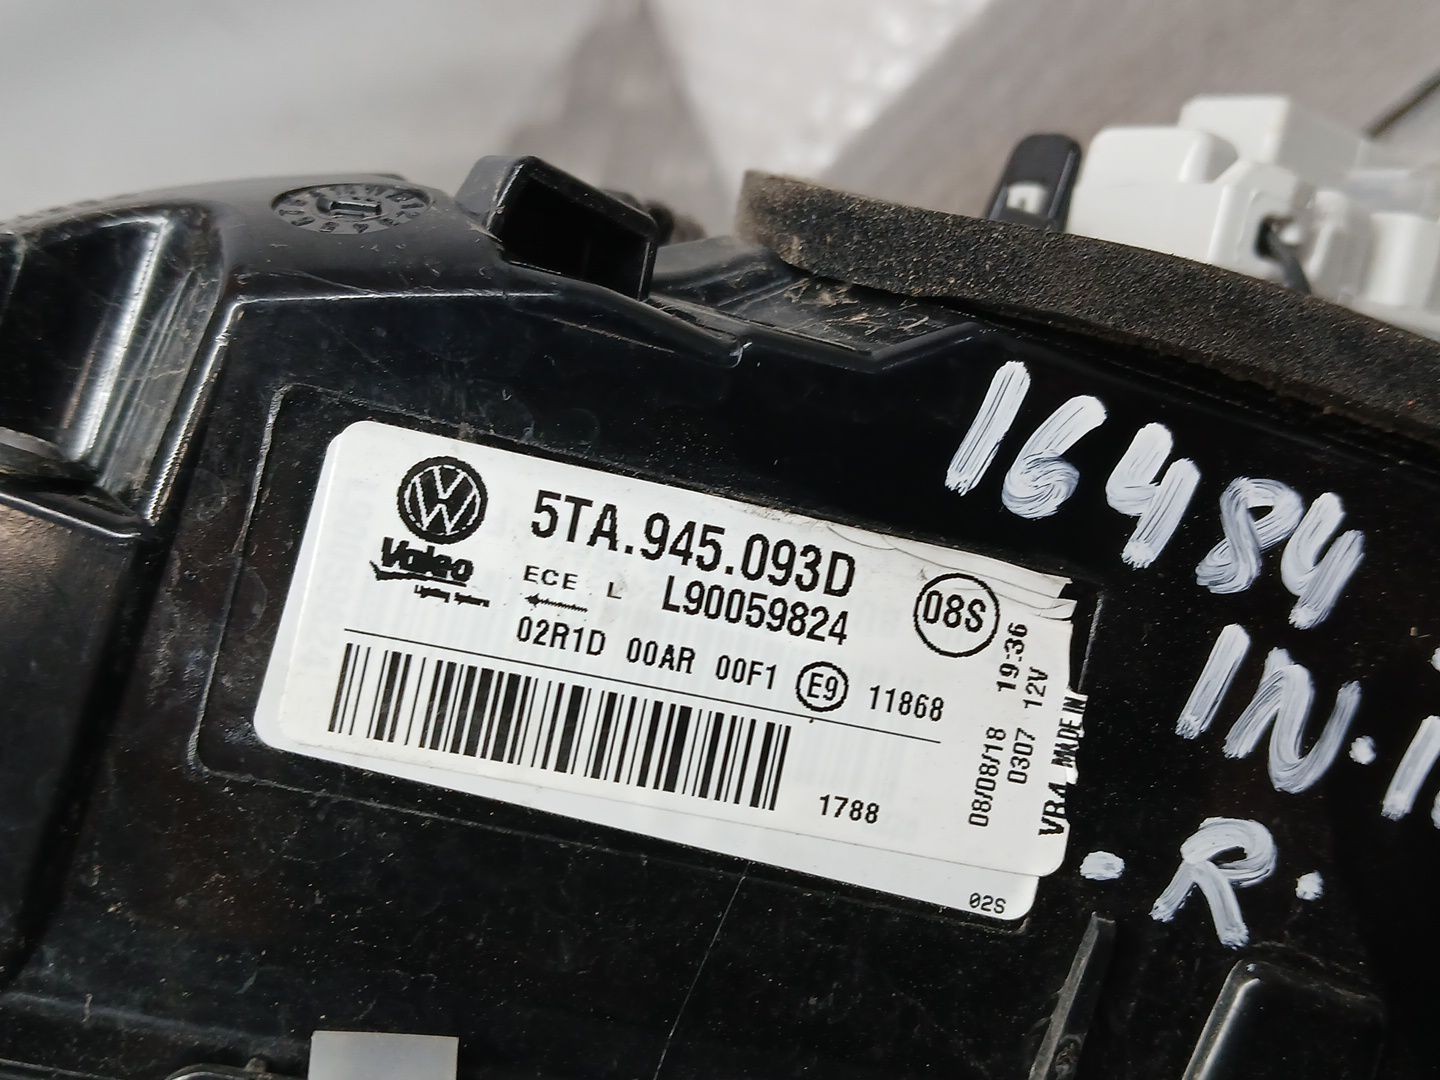 16484
IN.
.R.
VW
Valeo
Lighting Systems
5TA.945.093D
ECE L
L90059824
02R1D 00AR 00F1 E9 11868
08S
1788
08/08/18 19:36
0307 12V
VR4 MADE IN
02S